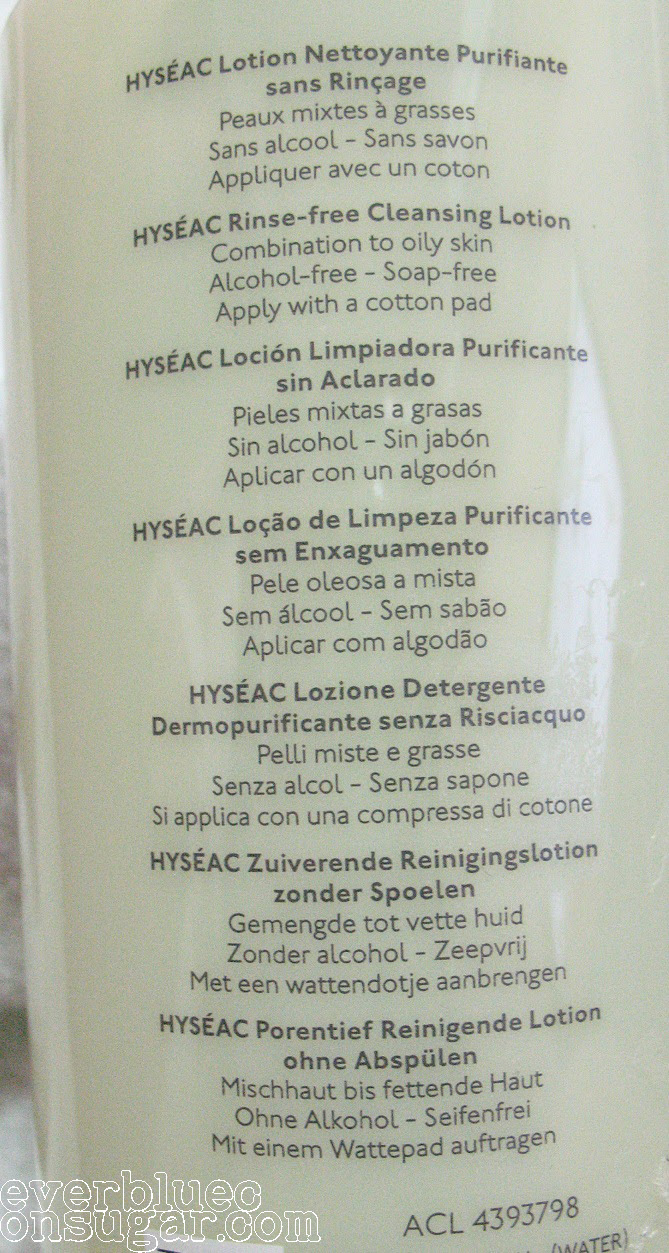 HYSÉAC Lotion Nettoyante Purifiante
sans Rinçage
Peaux mixtes à grasses
Sans alcool – Sans savon
Appliquer avec un coton
HYSÉAC Rinse-free Cleansing Lotion
Combination to oily skin
Alcohol-free – Soap-free
Apply with a cotton pad
HYSÉAC Loción Limpiadora Purificante
sin Aclarado
Pieles mixtas a grasas
Sin alcohol – Sin jabón
Aplicar con un algodón
HYSÉAC Loção de Limpeza Purificante
sem Enxaguamento
Pele oleosa a mista
Sem álcool – Sem sabão
Aplicar com algodão
HYSÉAC Lozione Detergente
Dermopurificante senza Risciacquo
Pelli miste e grasse
Senza alcol – Senza sapone
Si applica con una compressa di cotone
HYSÉAC Zuiverende Reinigingslotion
zonder Spoelen
Gemengde tot vette huid
Zonder alcohol – Zeepvrij
Met een wattendotje aanbrengen
HYSÉAC Porentief Reinigende Lotion
ohne Abspülen
Mischhaut bis fettende Haut
Ohne Alkohol – Seifenfrei
Mit einem Wattepad auftragen
ACL 4393798
(WATER)
everbluec
onsugar.com